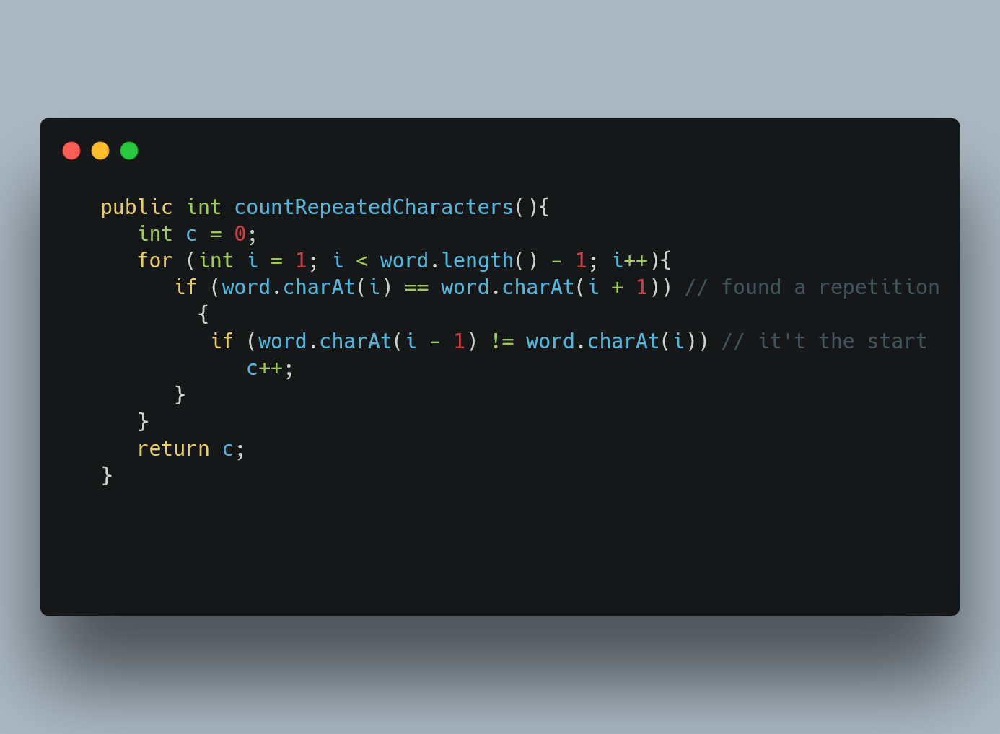 public int countRepeatedCharacters(){
int c = 0;
for (int i = 1; i < word.length() - 1; i++){
if (word.charAt(i) == word.charAt(i + 1)) // found a repetition
{
if (word.charAt(i - 1) != word.charAt(i)) // it't the start
c++;
}
}
return c;
}